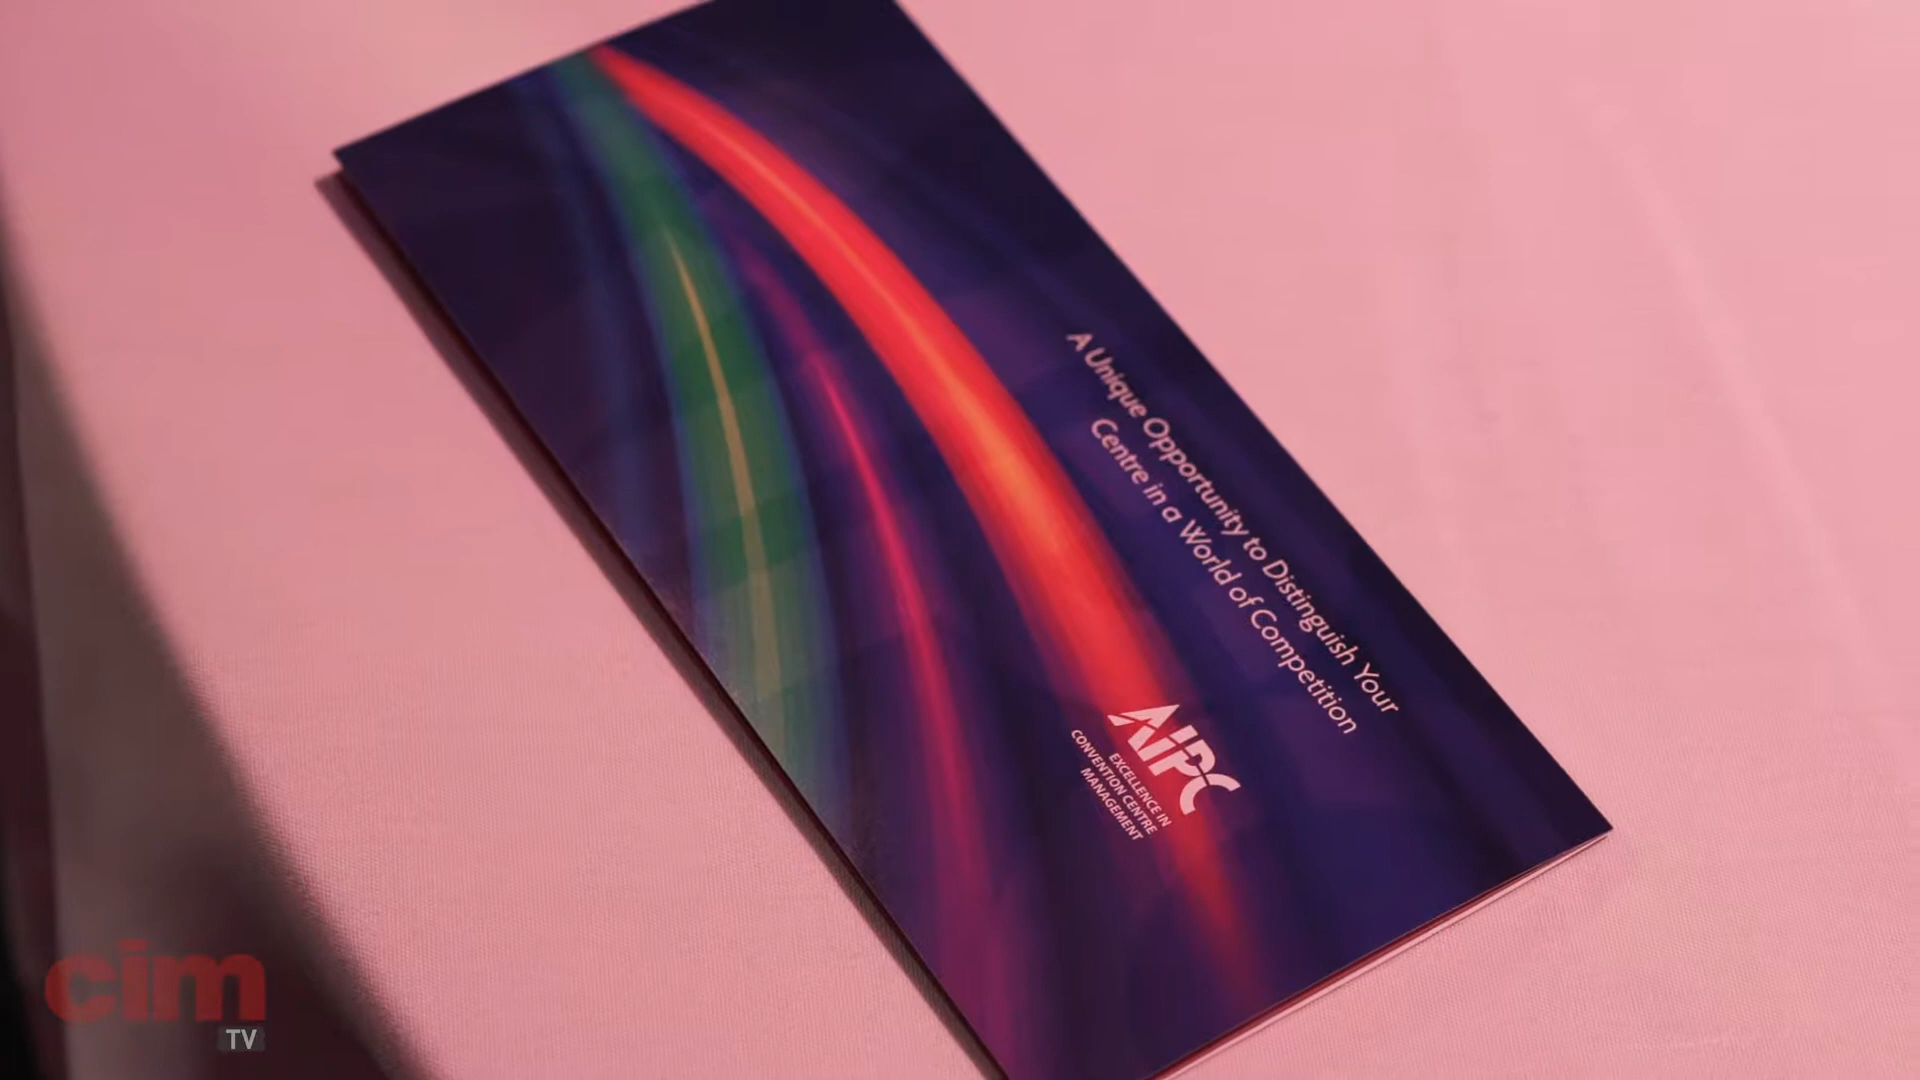 A Unique Opportunity to Distinguish Your
Centre in a World of Competition
AIPC
EXCELLENCE IN
CONVENTION CENTRE
MANAGEMENT
cim
TV